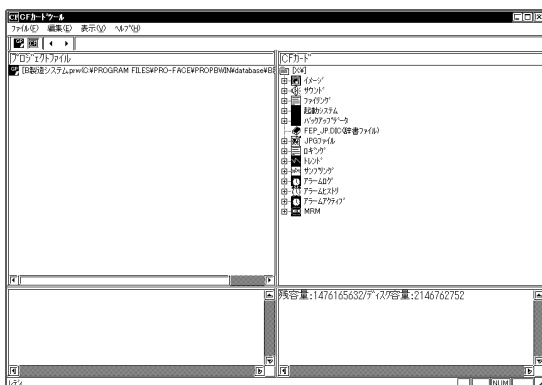 CFカードツール
ファイル(F) 編集(E) 表示(V) ヘルプ(H)
プロジェクトファイル
[B製造システム.prw(C:¥PROGRAM FILES¥PRO-FACE¥PROPBWIN¥database¥B製
CFカード
[X¥]
イメージ
サウンド
ファイリング
起動システム
バックアップデータ
FEP_JP.DIC(辞書ファイル)
JPGファイル
ロギング
トレンド
サンプリング
アラームログ
アラームヒストリ
アラームアクティブ
MRM
残容量:1476165632/ディスク容量:2146762752
レディ
NUM